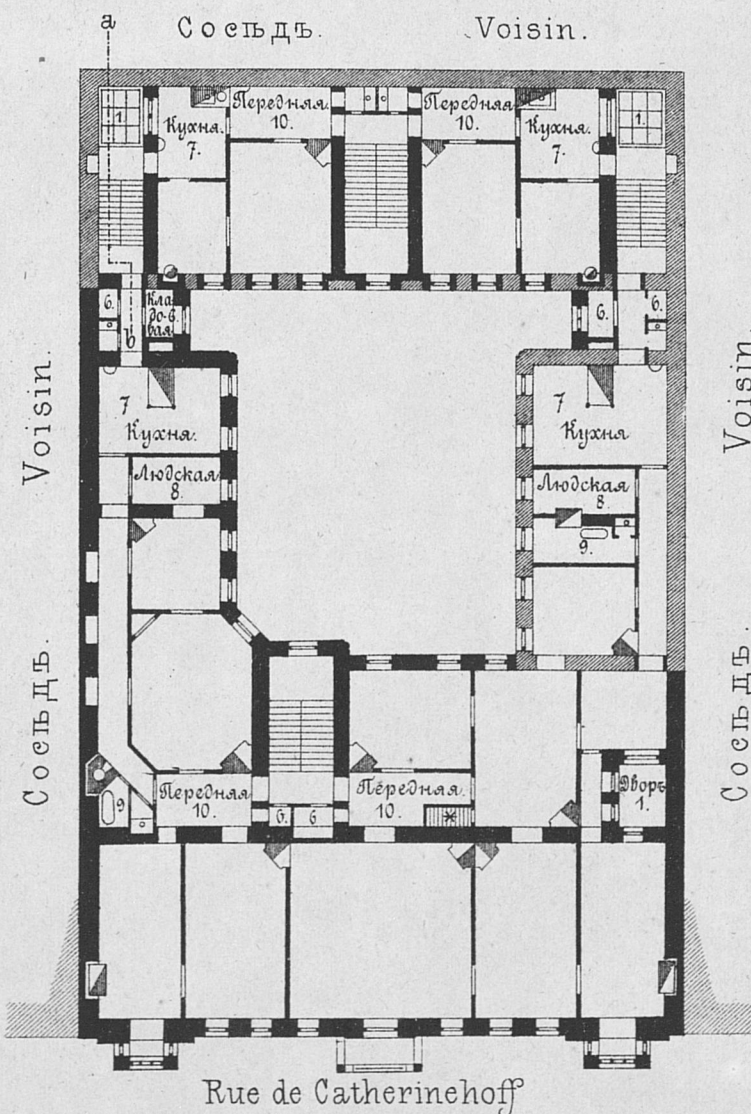 a
Сосѣдъ. Voisin.
1. Кухня. 7. Передняя. 10. Передняя. 10. Кухня. 7. 1.
6. Кла-
до- 6.
вая.
b
6. 6.
7
Кухня.
7
Кухня
Людская
8.
Людская
8.
9.
Voisin.
Voisin.
Сосѣдъ.
Сосѣдъ.
9
Передняя
10.
6. 6
Передняя
10.
Дворъ
1.
Rue de Catherinehoff